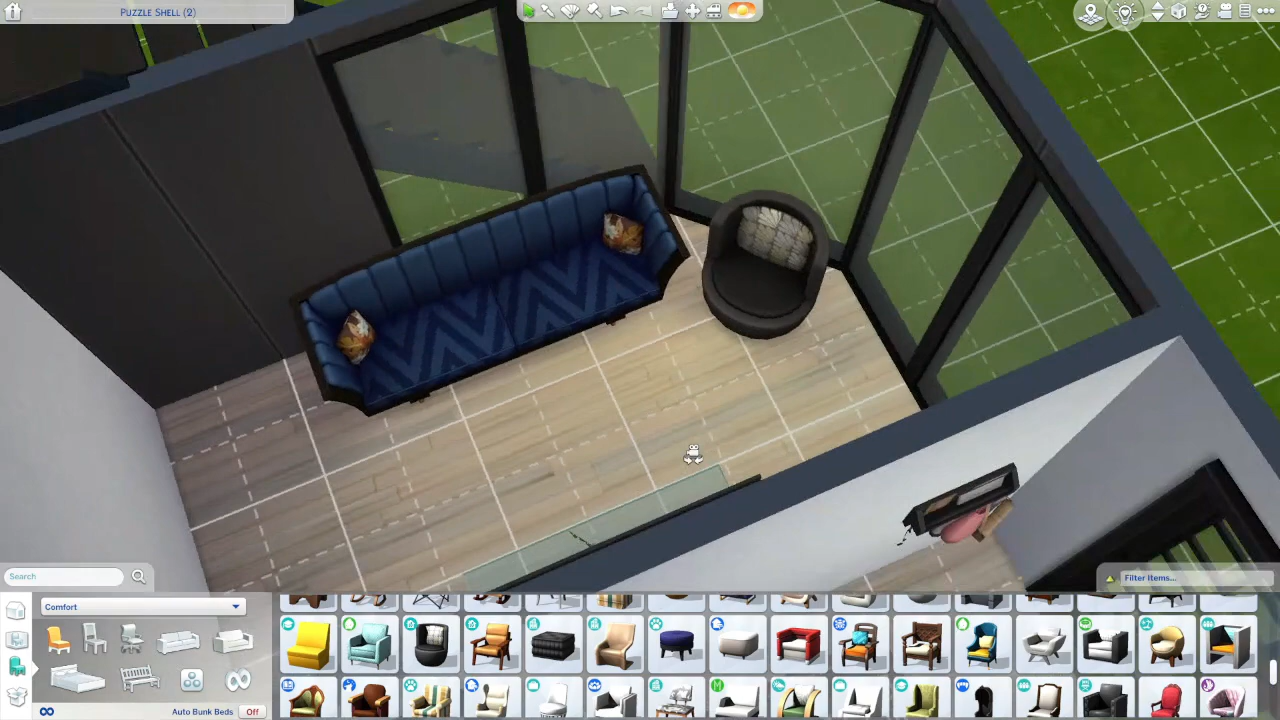 PUZZLE SHELL (2)
Search
Filter Items...
Comfort
Auto Bunk Beds
Off